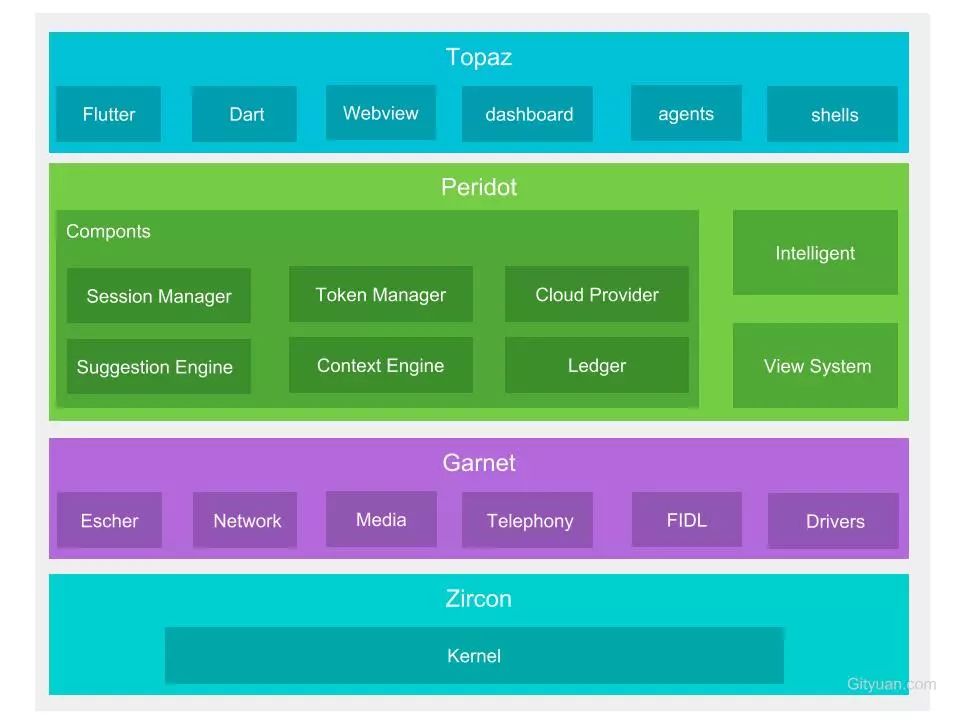 Topaz
Flutter Dart Webview dashboard agents shells
Peridot
Componts
Intelligent
Session Manager Token Manager Cloud Provider
Suggestion Engine Context Engine Ledger
View System
Garnet
Escher Network Media Telephony FIDL Drivers
Zircon
Kernel
Gityuan.com